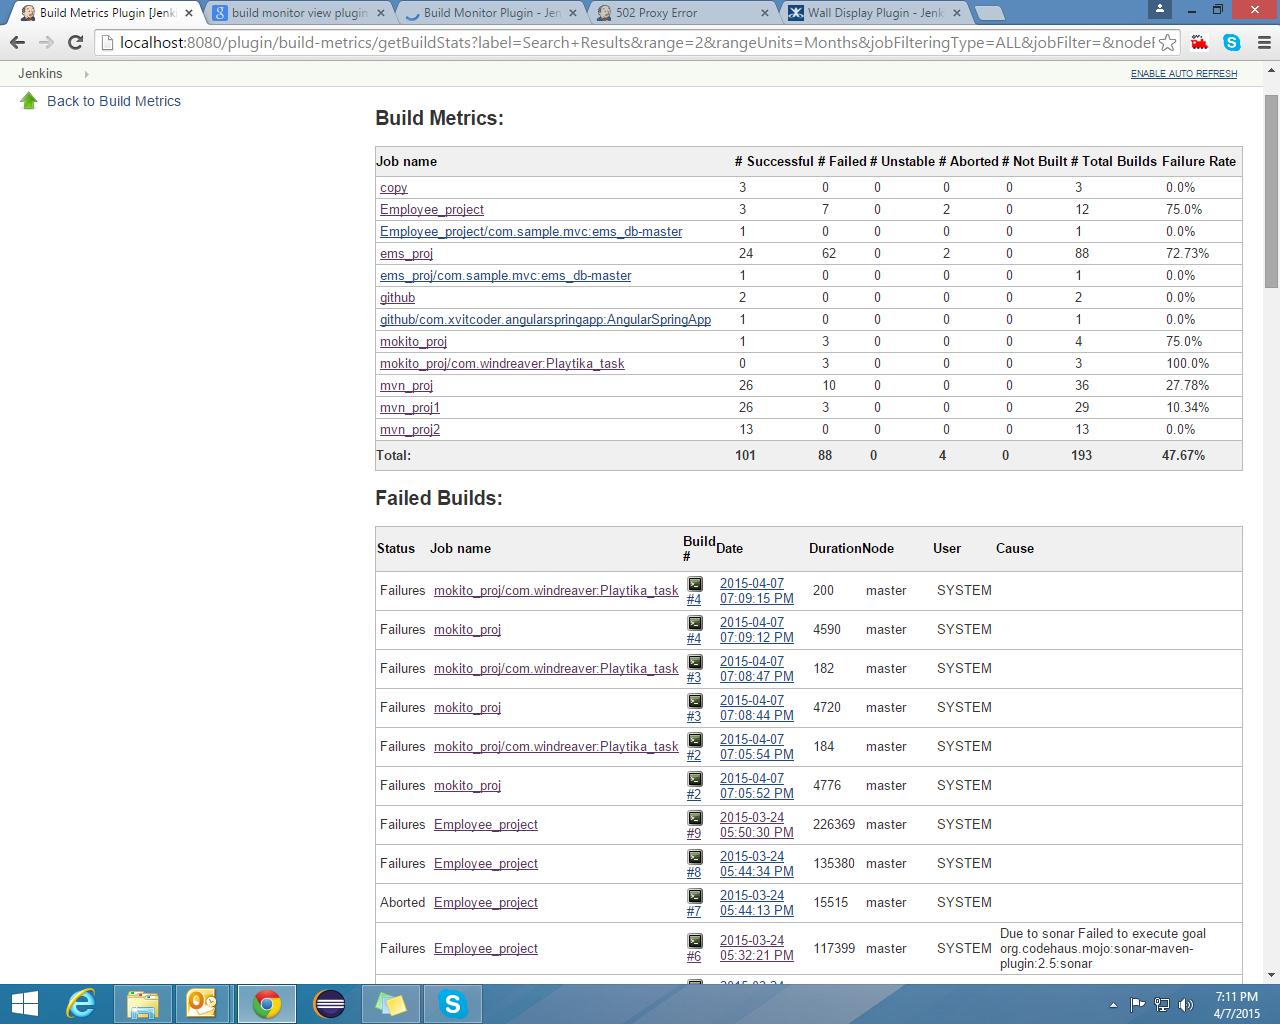 Build Metrics Plugin [Jenki
build monitor view plugin
Build Monitor Plugin - Jen
502 Proxy Error
Wall Display Plugin - Jenk
localhost:8080/plugin/build-metrics/getBuildStats?label=Search+Results&range=2&rangeUnits=Months&jobFilteringType=ALL&jobFilter=&nodeF
Jenkins
ENABLE AUTO REFRESH
Back to Build Metrics
Build Metrics:
Job name # Successful # Failed # Unstable # Aborted # Not Built # Total Builds Failure Rate
copy 3 0 0 0 0 3 0.0%
Employee_project 3 7 0 2 0 12 75.0%
Employee_project/com.sample.mvc:ems_db-master 1 0 0 0 0 1 0.0%
ems_proj 24 62 0 2 0 88 72.73%
ems_proj/com.sample.mvc:ems_db-master 1 0 0 0 0 1 0.0%
github 2 0 0 0 0 2 0.0%
github/com.xvitcoder.angularspringapp:AngularSpringApp 1 0 0 0 0 1 0.0%
mokito_proj 1 3 0 0 0 4 75.0%
mokito_proj/com.windreaver:Playtika_task 0 3 0 0 0 3 100.0%
mvn_proj 26 10 0 0 0 36 27.78%
mvn_proj1 26 3 0 0 0 29 10.34%
mvn_proj2 13 0 0 0 0 13 0.0%
Total: 101 88 0 4 0 193 47.67%
Failed Builds:
Status Job name Build # Date Duration Node User Cause
Failures mokito_proj/com.windreaver:Playtika_task #4 2015-04-07 07:09:15 PM 200 master SYSTEM
Failures mokito_proj #4 2015-04-07 07:09:12 PM 4590 master SYSTEM
Failures mokito_proj/com.windreaver:Playtika_task #3 2015-04-07 07:08:47 PM 182 master SYSTEM
Failures mokito_proj #3 2015-04-07 07:08:44 PM 4720 master SYSTEM
Failures mokito_proj/com.windreaver:Playtika_task #2 2015-04-07 07:05:54 PM 184 master SYSTEM
Failures mokito_proj #2 2015-04-07 07:05:52 PM 4776 master SYSTEM
Failures Employee_project #9 2015-03-24 05:50:30 PM 226369 master SYSTEM
Failures Employee_project #8 2015-03-24 05:44:34 PM 135380 master SYSTEM
Aborted Employee_project #7 2015-03-24 05:44:13 PM 15515 master SYSTEM
Failures Employee_project #6 2015-03-24 05:32:21 PM 117399 master SYSTEM Due to sonar Failed to execute goal
org.codehaus.mojo:sonar-maven-
plugin:2.5:sonar
7:11 PM
4/7/2015